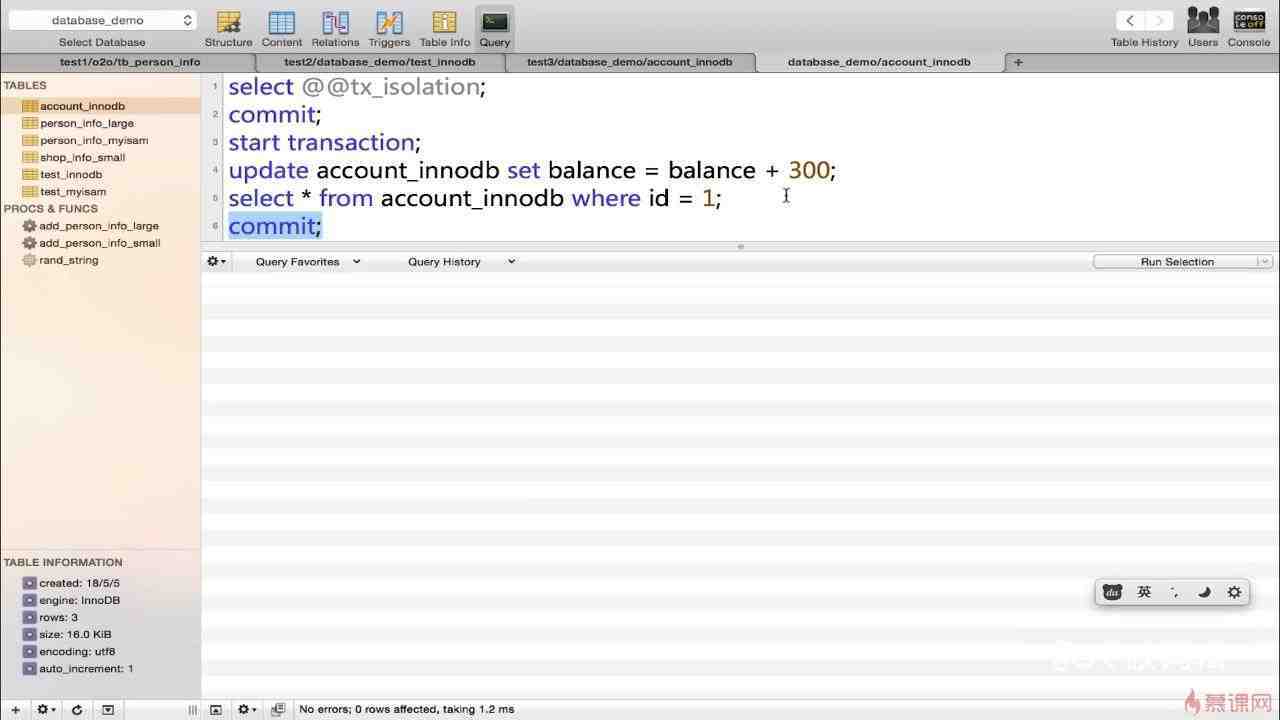 database_demo
Select Database
Structure
Content
Relations
Triggers
Table Info
Query
Table History
Users
Console
conso
le off
test1/o2o/tb_person_info
test2/database_demo/test_innodb
test3/database_demo/account_innodb
database_demo/account_innodb
TABLES
account_innodb
person_info_large
person_info_myisam
shop_info_small
test_innodb
test_myisam
PROCS & FUNCS
add_person_info_large
add_person_info_small
rand_string
1 select @@tx_isolation;
2 commit;
3 start transaction;
4 update account_innodb set balance = balance + 300;
5 select * from account_innodb where id = 1;
6 commit;
Query Favorites
Query History
Run Selection
TABLE INFORMATION
created: 18/5/5
engine: InnoDB
rows: 3
size: 16.0 KiB
encoding: utf8
auto_increment: 1
du 英
No errors; 0 rows affected, taking 1.2 ms
慕课网